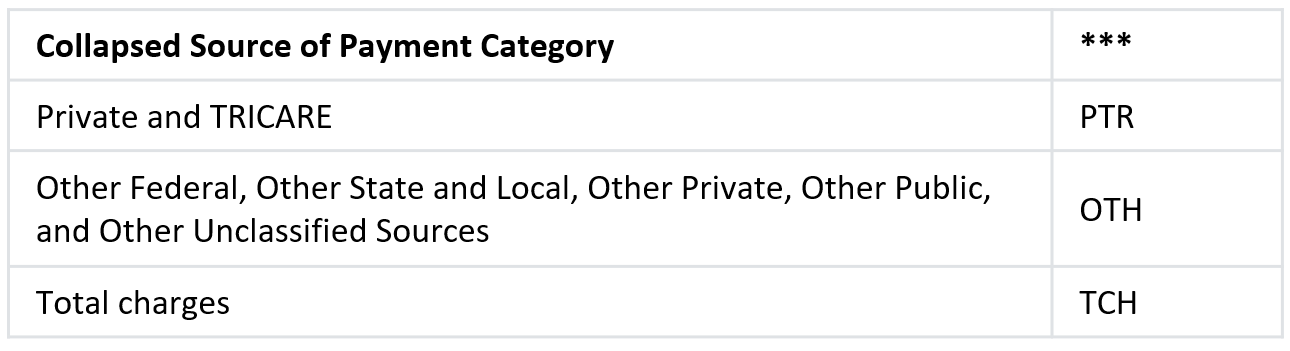 Collapsed Source of Payment Category ***
Private and TRICARE PTR
Other Federal, Other State and Local, Other Private, Other Public,
and Other Unclassified Sources
OTH
Total charges TCH